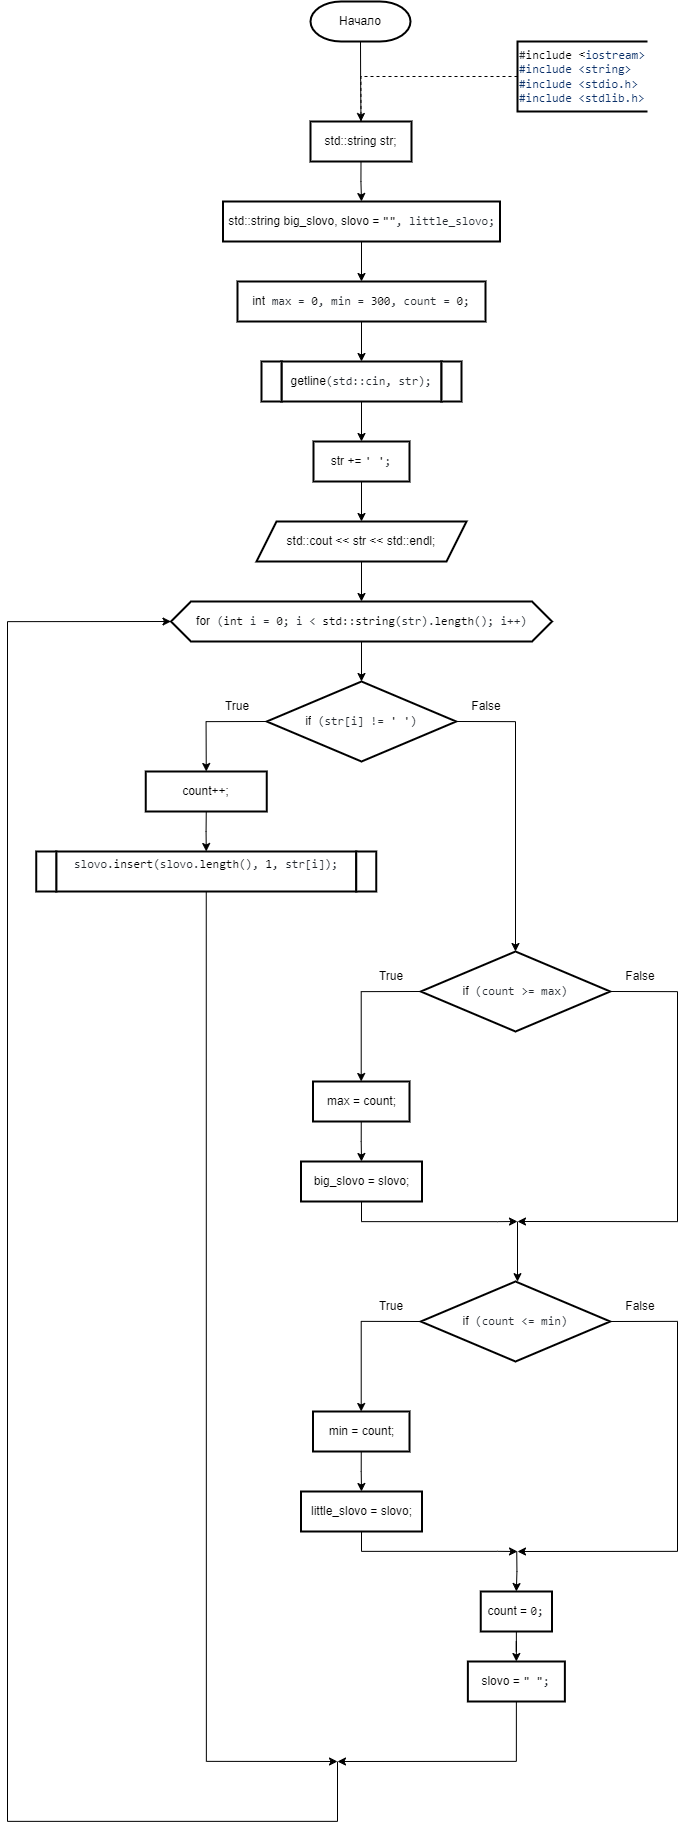 Начало
#include <iostream>
#include <string>
#include <stdio.h>
#include <stdlib.h>
std::string str;
std::string big_slovo, slovo = "", little_slovo;
int max = 0, min = 300, count = 0;
getline(std::cin, str);
str += ' ';
std::cout << str << std::endl;
for (int i = 0; i < std::string(str).length(); i++)
True
False
if (str[i] != ' ')
count++;
slovo.insert(slovo.length(), 1, str[i]);
True
False
if (count >= max)
max = count;
big_slovo = slovo;
True
False
if (count <= min)
min = count;
little_slovo = slovo;
count = 0;
slovo = " ";